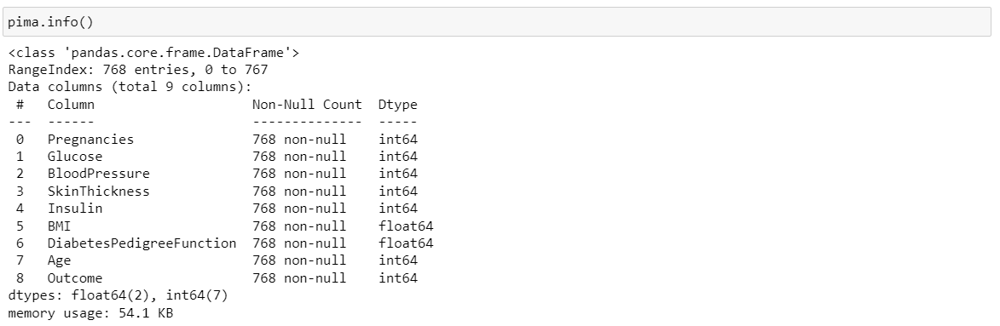 pima.info()
<class 'pandas.core.frame.DataFrame'>
RangeIndex: 768 entries, 0 to 767
Data columns (total 9 columns):
 #   Column                    Non-Null Count  Dtype
---  ------                    --------------  -----
 0   Pregnancies               768 non-null    int64
 1   Glucose                   768 non-null    int64
 2   BloodPressure             768 non-null    int64
 3   SkinThickness             768 non-null    int64
 4   Insulin                   768 non-null    int64
 5   BMI                       768 non-null    float64
 6   DiabetesPedigreeFunction  768 non-null    float64
 7   Age                       768 non-null    int64
 8   Outcome                   768 non-null    int64
dtypes: float64(2), int64(7)
memory usage: 54.1 KB